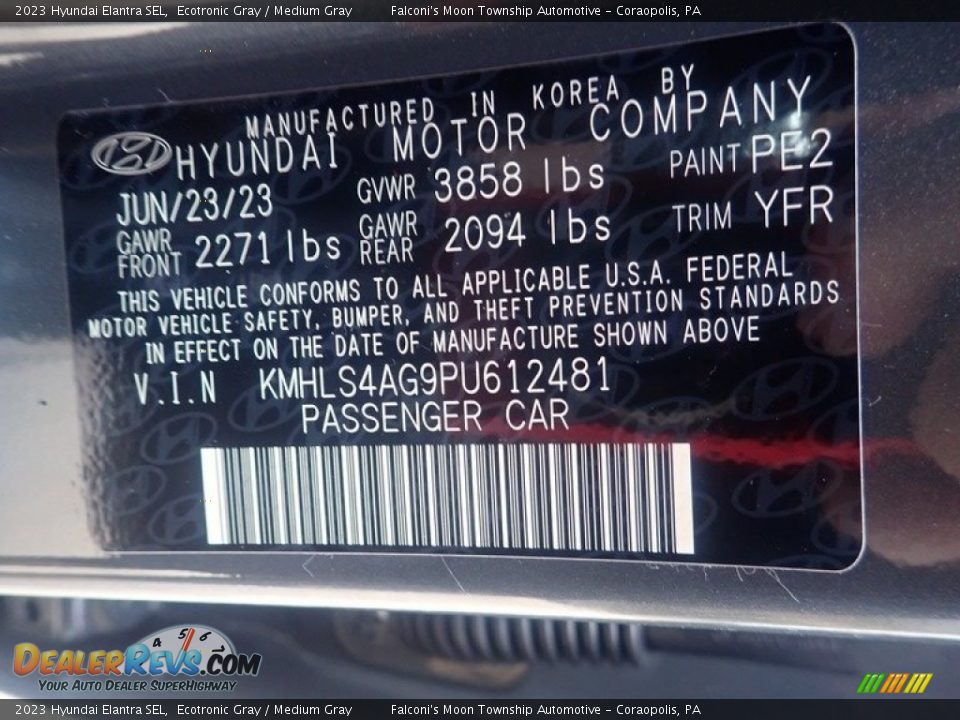 2023 Hyundai Elantra SEL, Ecotronic Gray / Medium Gray Falconi's Moon Township Automotive - Coraopolis, PA
MANUFACTURED IN KOREA BY
HYUNDAI MOTOR COMPANY
JUN/23/23 GVWR 3858 lbs PAINT PE2
GAWR FRONT 2271 lbs GAWR REAR 2094 lbs TRIM YFR
THIS VEHICLE CONFORMS TO ALL APPLICABLE U.S.A. FEDERAL
MOTOR VEHICLE SAFETY, BUMPER, AND THEFT PREVENTION STANDARDS
IN EFFECT ON THE DATE OF MANUFACTURE SHOWN ABOVE
V.I.N KMHLS4AG9PU612481
PASSENGER CAR
4 5 6
DealerRevs.com
Your Auto Dealer SuperHighway
2023 Hyundai Elantra SEL, Ecotronic Gray / Medium Gray Falconi's Moon Township Automotive - Coraopolis, PA